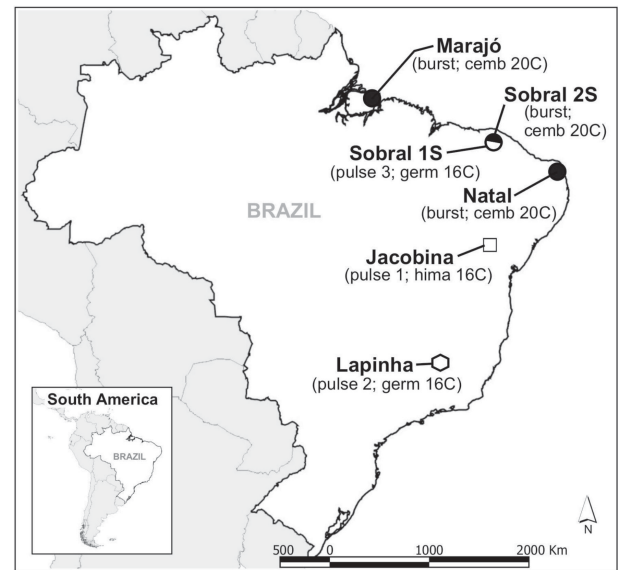 Marajó
(burst; cemb 20C)
Sobral 2S
(burst;
cemb 20C)
Sobral 1S
(pulse 3; germ 16C)
Natal
(burst; cemb 20C)
BRAZIL
Jacobina
(pulse 1; hima 16C)
Lapinha
(pulse 2; germ 16C)
South America
BRAZIL
N
500 0 1000 2000 Km